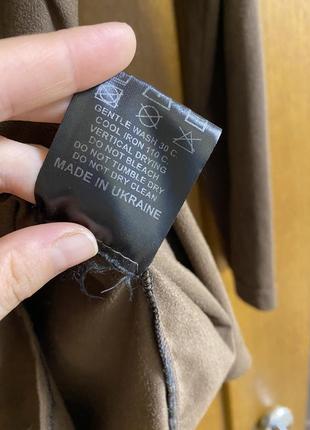 GENTLE WASH 30 C.
COOL IRON 110 C.
VERTICAL DRYING
DO NOT BLEACH
DO NOT TUMBLE DRY
DO NOT DRY CLEAN
MADE IN UKRAINE